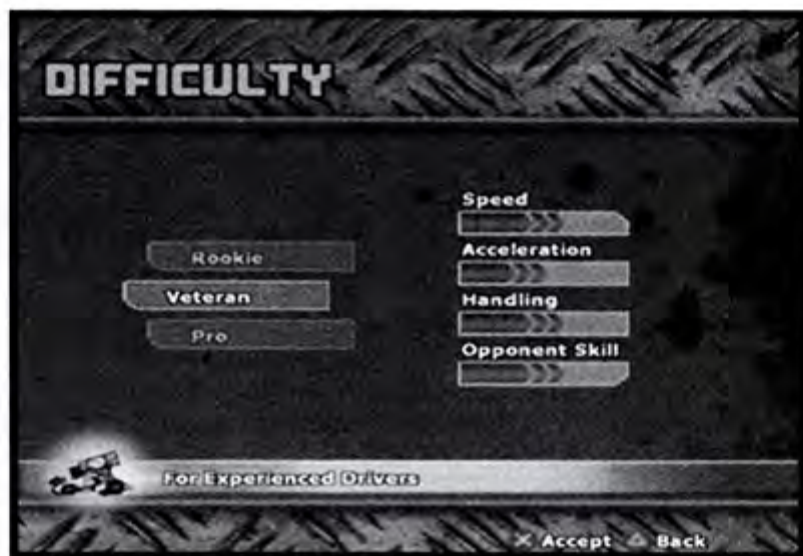 DIFFICULTY
Rookie
Veteran
Pro
Speed
Acceleration
Handling
Opponent Skill
For Experienced Drivers
Accept Back